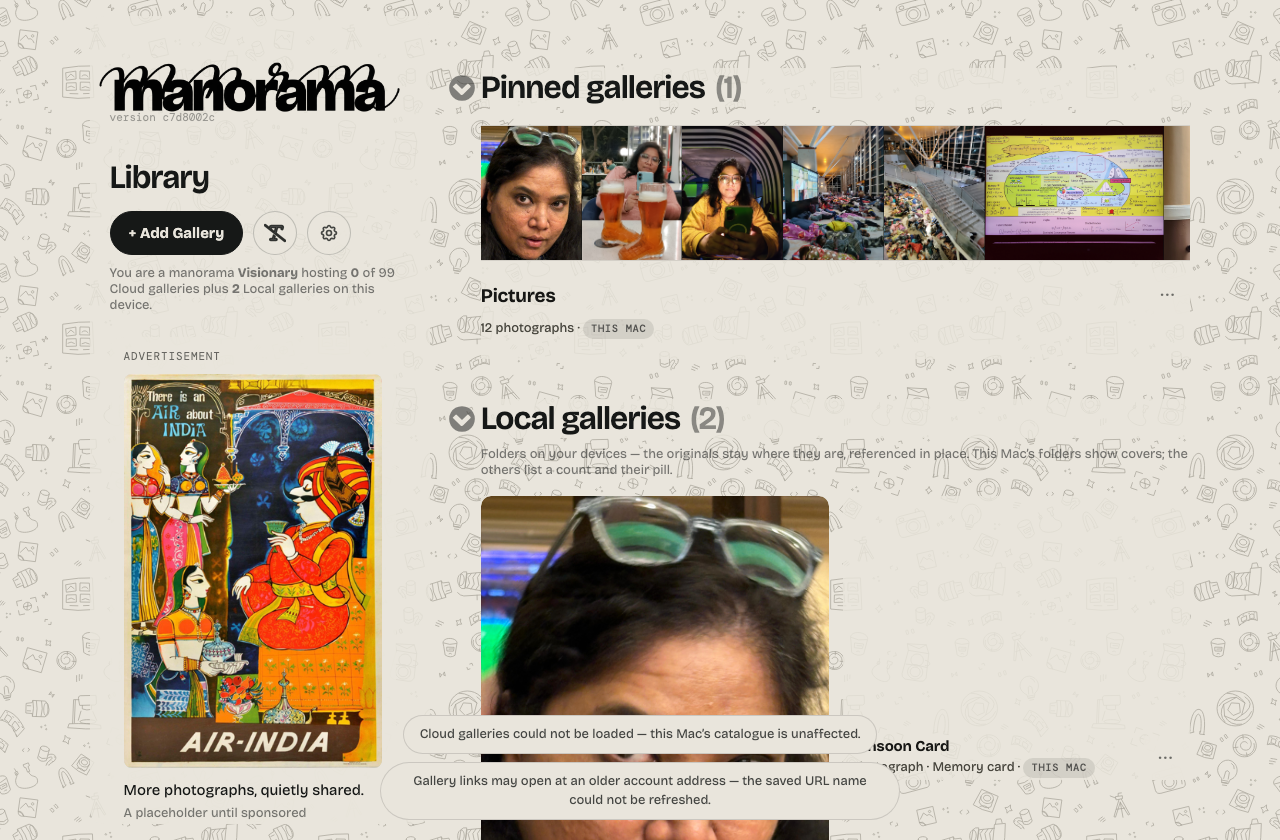 manorama
version c7d8002c
Library
+ Add Gallery
You are a manorama Visionary hosting 0 of 99
Cloud galleries plus 2 Local galleries on this
device.
ADVERTISEMENT
There is an
AIR about
INDIA
AIR-INDIA
More photographs, quietly shared.
A placeholder until sponsored
Pinned galleries (1)
Pictures
12 photographs · THIS MAC
Local galleries (2)
Folders on your devices — the originals stay where they are, referenced in place. This Mac's folders show covers; the
others list a count and their pill.
Card
Memory card · THIS MAC
Cloud galleries could not be loaded — this Mac's catalogue is unaffected.
Gallery links may open at an older account address — the saved URL name
could not be refreshed.